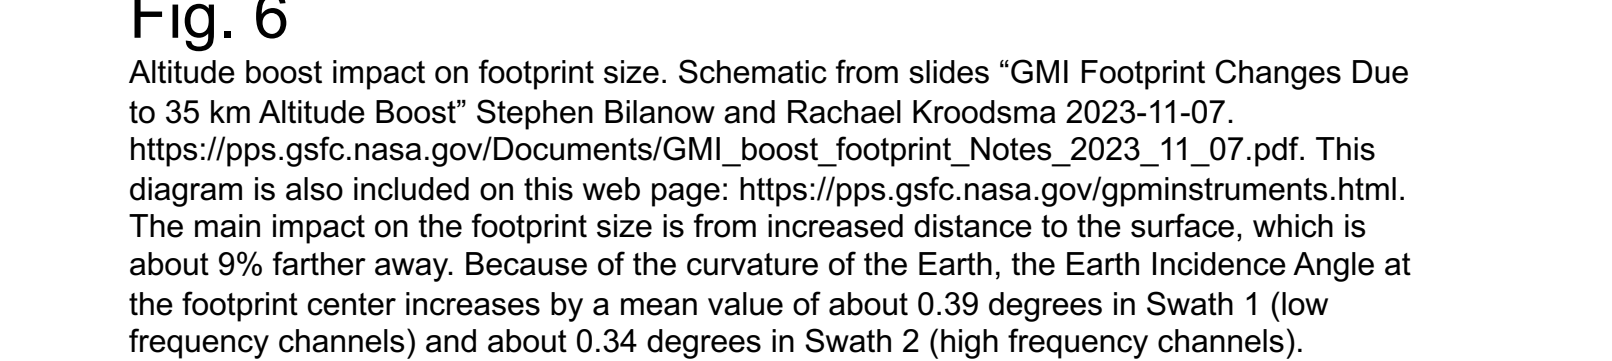 Fig. 6
Altitude boost impact on footprint size. Schematic from slides “GMI Footprint Changes Due
to 35 km Altitude Boost” Stephen Bilanow and Rachael Kroodsma 2023-11-07.
https://pps.gsfc.nasa.gov/Documents/GMI_boost_footprint_Notes_2023_11_07.pdf. This
diagram is also included on this web page: https://pps.gsfc.nasa.gov/gpminstruments.html.
The main impact on the footprint size is from increased distance to the surface, which is
about 9% farther away. Because of the curvature of the Earth, the Earth Incidence Angle at
the footprint center increases by a mean value of about 0.39 degrees in Swath 1 (low
frequency channels) and about 0.34 degrees in Swath 2 (high frequency channels).